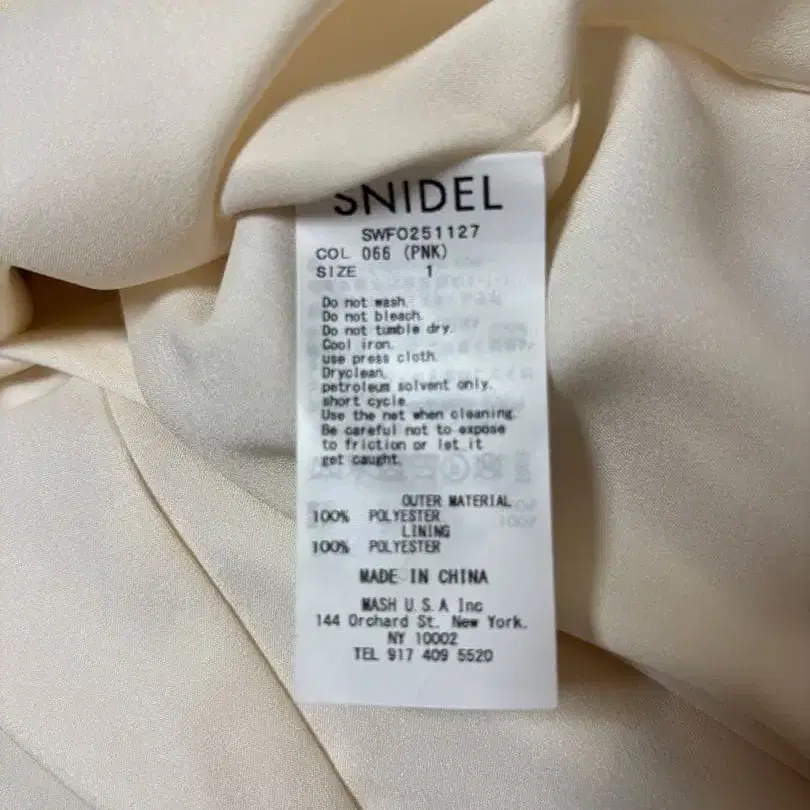 SNIDEL
SWFO251127
COL 066 (PNK)
SIZE 1
Do not wash.
Do not bleach.
Do not tumble dry.
Cool iron.
use press cloth.
Dryclean.
petroleum solvent only.
short cycle.
Use the net when cleaning.
Be careful not to expose
to friction or let it
get caught.
OUTER MATERIAL
100% POLYESTER
LINING
100% POLYESTER
MADE IN CHINA
MASH U.S.A Inc
144 Orchard St. New York.
NY 10002
TEL 917 409 5520